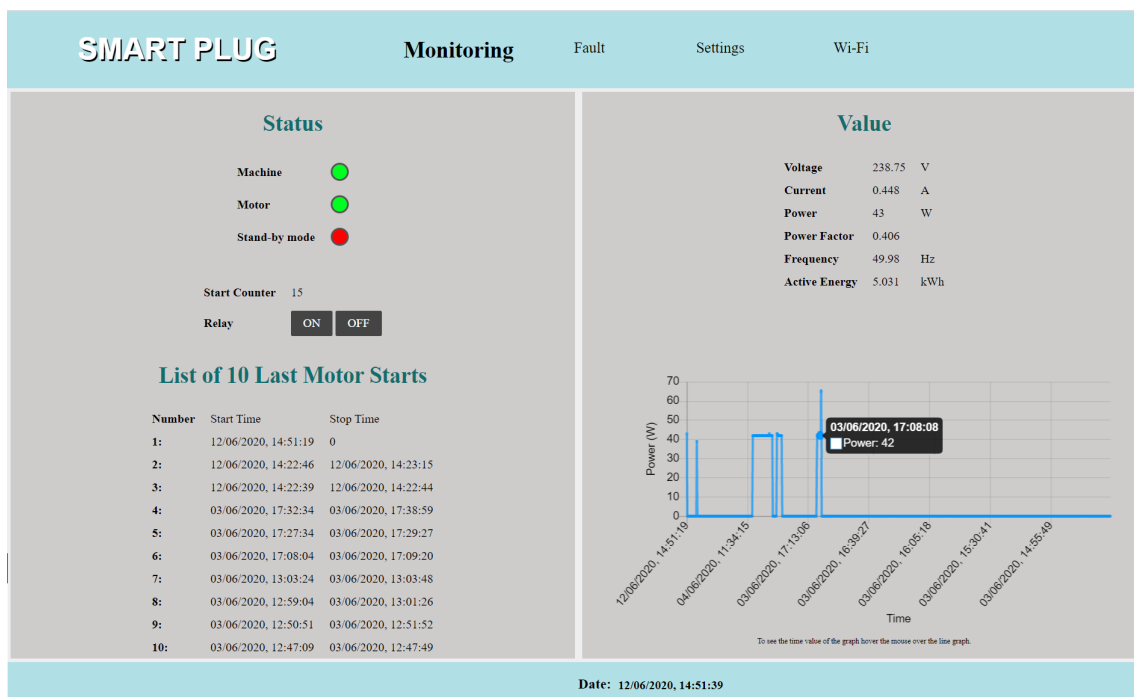 SMART PLUG
Monitoring
Fault
Settings
Wi-Fi
Status
Machine
Motor
Stand-by mode
Start Counter 15
Relay ON OFF
List of 10 Last Motor Starts
Number Start Time Stop Time
1: 12/06/2020, 14:51:19 0
2: 12/06/2020, 14:22:46 12/06/2020, 14:23:15
3: 12/06/2020, 14:22:39 12/06/2020, 14:22:44
4: 03/06/2020, 17:32:34 03/06/2020, 17:38:59
5: 03/06/2020, 17:27:34 03/06/2020, 17:29:27
6: 03/06/2020, 17:08:04 03/06/2020, 17:09:20
7: 03/06/2020, 13:03:24 03/06/2020, 13:03:48
8: 03/06/2020, 12:59:04 03/06/2020, 13:01:26
9: 03/06/2020, 12:50:51 03/06/2020, 12:51:52
10: 03/06/2020, 12:47:09 03/06/2020, 12:47:49
Value
Voltage 238.75 V
Current 0.448 A
Power 43 W
Power Factor 0.406
Frequency 49.98 Hz
Active Energy 5.031 kWh
Power (W)
70
60
50
40
30
20
10
0
03/06/2020, 17:08:08
Power: 42
12/06/2020, 14:51:19
04/06/2020, 11:34:15
03/06/2020, 17:13:06
03/06/2020, 16:39:27
03/06/2020, 16:05:18
03/06/2020, 15:30:41
03/06/2020, 14:55:49
Time
To see the time value of the graph hover the mouse over the line graph.
Date: 12/06/2020, 14:51:39